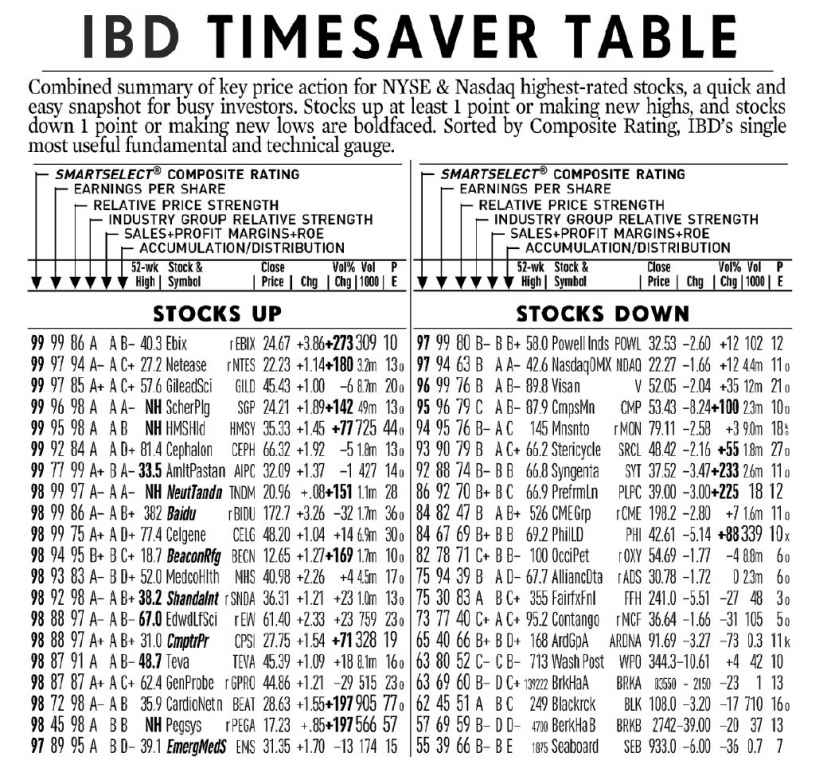 IBD TIMESAVER TABLE
Combined summary of key price action for NYSE & Nasdaq highest-rated stocks, a quick and
easy snapshot for busy investors. Stocks up at least 1 point or making new highs, and stocks
down 1 point or making new lows are boldfaced. Sorted by Composite Rating, IBD's single
most useful fundamental and technical gauge.
SMARTSELECT® COMPOSITE RATING
EARNINGS PER SHARE
RELATIVE PRICE STRENGTH
INDUSTRY GROUP RELATIVE STRENGTH
SALES+PROFIT MARGINS+ROE
ACCUMULATION/DISTRIBUTION
52-wk Stock & Close Vol% Vol P
High | Symbol Price | Chg | Chg | 1000 | E
STOCKS UP
99 99 86 A A B– 40.3 Ebix r EBIX 24.67 +3.86 +273 309 10
99 97 94 A– A C+ 27.2 Netease r NTES 22.23 +1.14 +180 3.2m 13o
99 97 85 A+ A C+ 57.6 GileadSci GILD 45.43 +1.00 –6 8.7m 20o
99 96 98 A A A– NH ScherPlg SGP 24.21 +1.89 +142 49m 13o
99 95 98 A A B NH HMSHld HMSY 35.33 +1.45 +77 725 44o
99 92 84 A A D+ 81.4 Cephalon CEPH 66.32 +1.92 –5 1.8m 13o
99 77 99 A+ B A– 33.5 AmItPastan AIPC 32.09 +1.37 –1 427 14o
98 99 97 A– A A– NH NeutTandn TNDM 20.96 +.08 +151 1.1m 28
98 99 86 A– A B+ 382 Baidu r BIDU 172.7 +3.26 –32 1.7m 36o
98 99 75 A+ A D+ 77.4 Celgene CELG 48.20 +1.04 +14 6.9m 30o
98 94 95 B+ B C+ 18.7 BeaconRfg BECN 12.65 +1.27 +169 1.7m 10o
98 93 83 A– B D+ 52.0 MedcoHlth MHS 40.98 +2.26 +4 4.5m 17o
98 92 98 A– A B+ 38.2 ShandaInt r SNDA 36.31 +1.21 +23 1.0m 13o
98 88 97 A– A B– 67.0 EdwdLfSci r EW 61.40 +2.33 +23 759 23o
98 88 97 A+ A B+ 31.0 CmptrPr CPSI 27.75 +1.54 +71 328 19
98 87 91 A A B– 48.7 Teva TEVA 45.39 +1.09 +18 8.1m 16o
98 87 87 A+ A C+ 62.4 GenProbe r GPRO 44.86 +1.21 –29 515 23o
98 72 98 A– A B 35.9 CardioNetn BEAT 28.63 +1.55 +197 905 77o
98 45 98 A B B NH Pegsys r PEGA 17.23 +.85 +197 566 57
97 89 95 A B D– 39.1 EmergMedS EMS 31.35 +1.70 –13 174 15
SMARTSELECT® COMPOSITE RATING
EARNINGS PER SHARE
RELATIVE PRICE STRENGTH
INDUSTRY GROUP RELATIVE STRENGTH
SALES+PROFIT MARGINS+ROE
ACCUMULATION/DISTRIBUTION
52-wk Stock & Close Vol% Vol P
High | Symbol Price | Chg | Chg | 1000 | E
STOCKS DOWN
97 99 80 B– B B+ 58.0 Powell Inds POWL 32.53 –2.60 +12 102 12
97 94 63 B A A– 42.6 NasdaqOMX NDAQ 22.27 –1.66 +12 4.4m 11o
96 99 76 B A B– 89.8 Visan V 52.05 –2.04 +35 12m 21o
95 96 79 C A B– 87.9 CmpsMn CMP 53.43 –8.24 +100 2.3m 10o
94 95 76 B– A C 145 Mnsnto r MON 79.11 –2.58 +3 9.0m
93 90 79 B A C+ 66.2 Stericycle SRCL 48.42 –2.16 +55 1.8m 27o
92 88 74 B– B B 66.8 Syngenta SYT 37.52 –3.47 +233 2.6m 11o
86 92 70 B+ B C 66.9 PrefrrmLn PLPC 39.00 –3.00 +225 18 12
84 82 47 B A B+ 526 CMEGrp r CME 198.2 –2.80 +7 1.6m 11o
84 67 69 B+ B B 69.2 PhilLD PHI 42.61 –5.14 +88 339 10x
82 78 71 C+ B B– 100 OcciPet r OXY 54.69 –1.77 –4 8.8m 6o
75 94 39 B A D– 67.7 AlliancDta r ADS 30.78 –1.72 0 2.3m 6o
75 30 83 A B C+ 355 FairfxFnl FFH 241.0 –5.51 –27 48 3o
73 77 40 C+ A C+ 95.2 Contango r MCF 36.64 –1.66 –31 105 5o
65 40 66 B+ B D+ 168 ArdGpA ARDNA 91.69 –3.27 –73 0.3 11k
63 80 52 C– C B– 713 Wash Post WPO 344.3 –10.61 +4 42 10
63 69 60 B– D C+ 139222 BrkHaA BRKA 83550 – 2150 –23 1 13
62 45 51 A B C 249 Blackrck BLK 108.0 –3.20 –17 710 16o
57 69 59 B– D D– 4700 BerkHaB BRKB 2742 –39.00 –20 37 13
55 39 66 B– B E 1875 Seaboard SEB 933.0 –6.00 –36 0.7 7